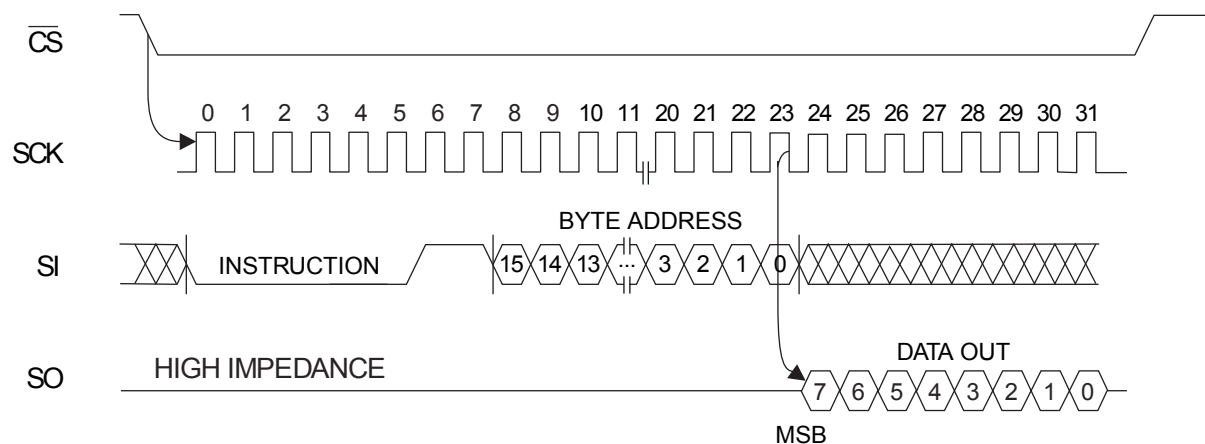 CS
0 1 2 3 4 5 6 7 8 9 10 11 20 21 22 23 24 25 26 27 28 29 30 31
SCK
BYTE ADDRESS
SI INSTRUCTION 15 14 13 ... 3 2 1 0
HIGH IMPEDANCE DATA OUT
SO 7 6 5 4 3 2 1 0
MSB